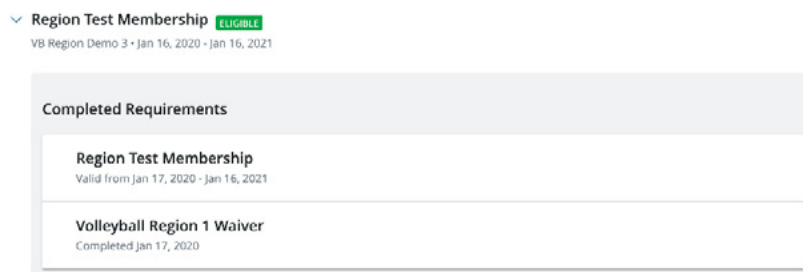 Region Test Membership ELIGIBLE
VB Region Demo 3 • Jan 16, 2020 - Jan 16, 2021
Completed Requirements
Region Test Membership
Valid from Jan 17, 2020 - Jan 16, 2021
Volleyball Region 1 Waiver
Completed Jan 17, 2020